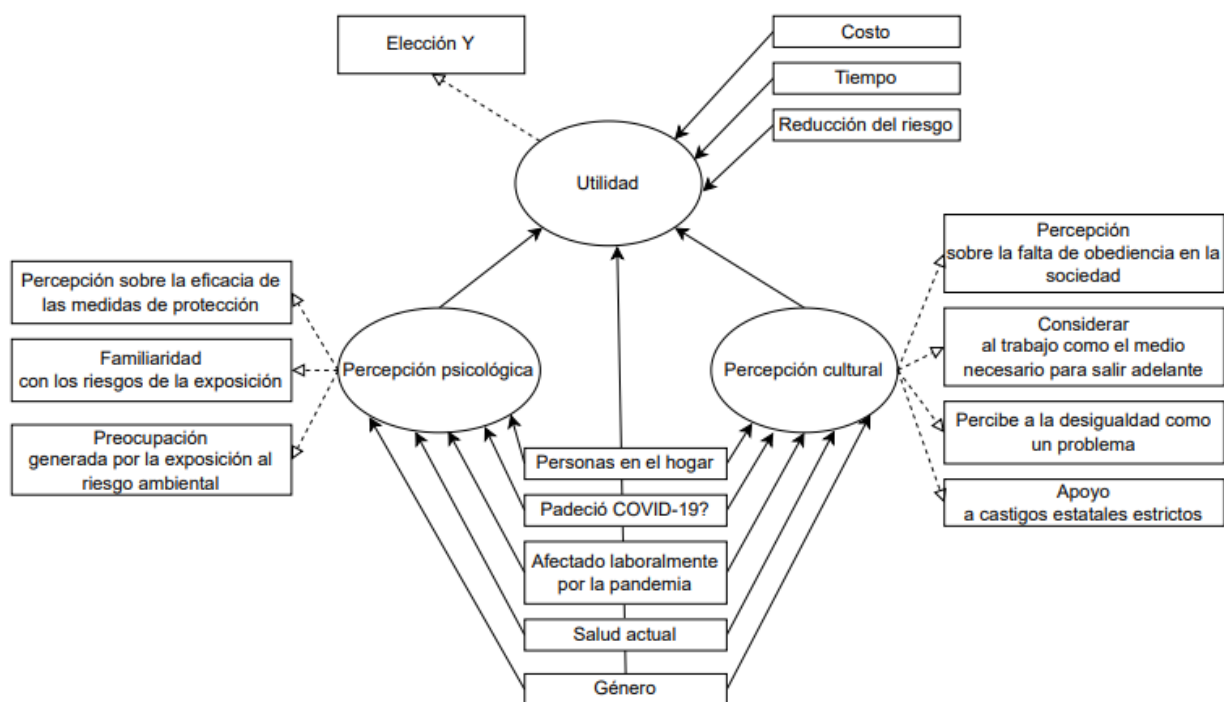 Elección Y
Costo
Tiempo
Reducción del riesgo
Utilidad
Percepción sobre la eficacia de
las medidas de protección
Familiaridad
con los riesgos de la exposición
Preocupación
generada por la exposición al
riesgo ambiental
Percepción psicológica
Percepción cultural
Percepción
sobre la falta de obediencia en la
sociedad
Considerar
al trabajo como el medio
necesario para salir adelante
Percibe a la desigualdad como
un problema
Apoyo
a castigos estatales estrictos
Personas en el hogar
Padeció COVID-19?
Afectado laboralmente
por la pandemia
Salud actual
Género